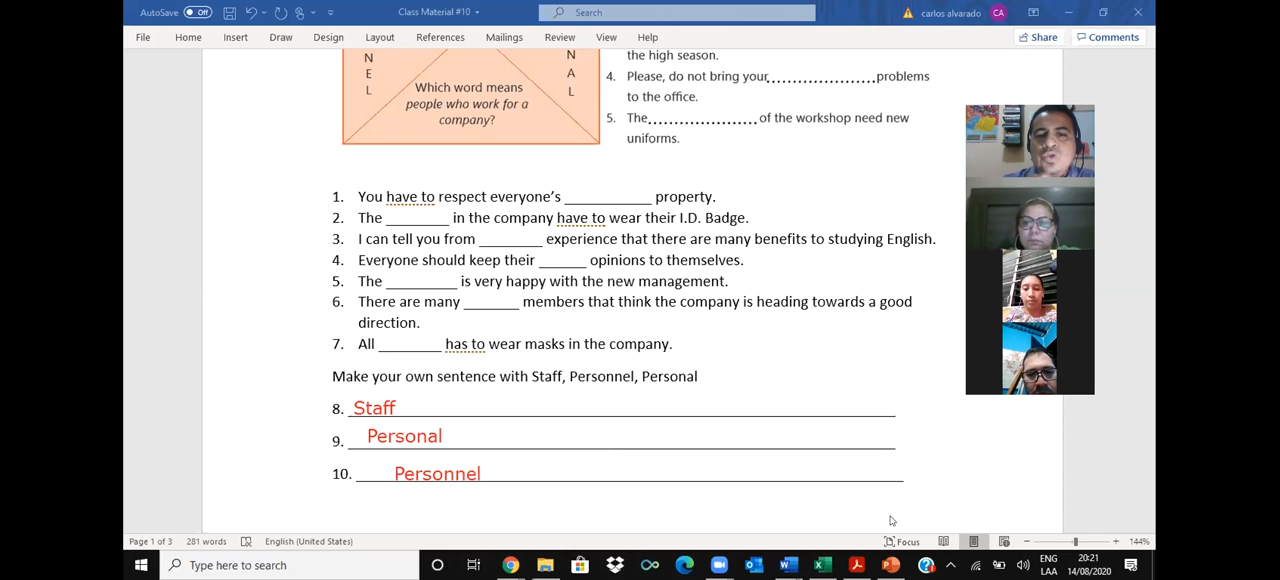 AutoSave Off Class Material #10 Search carlos alvarado CA
File Home Insert Draw Design Layout References Mailings Review View Help Share Comments
the high season.
4. Please, do not bring your.....................problems
to the office.
5. The.....................of the workshop need new
uniforms.
N
E
L
N
A
L
Which word means
people who work for a
company?
1. You have to respect everyone's ___________ property.
2. The ________ in the company have to wear their I.D. Badge.
3. I can tell you from ________ experience that there are many benefits to studying English.
4. Everyone should keep their ______ opinions to themselves.
5. The _________ is very happy with the new management.
6. There are many _______ members that think the company is heading towards a good
direction.
7. All ________ has to wear masks in the company.
Make your own sentence with Staff, Personnel, Personal
8. Staff
9. Personal
10. Personnel
Page 1 of 3 281 words English (United States) Focus 144%
Type here to search ENG LAA 20:21 14/08/2020